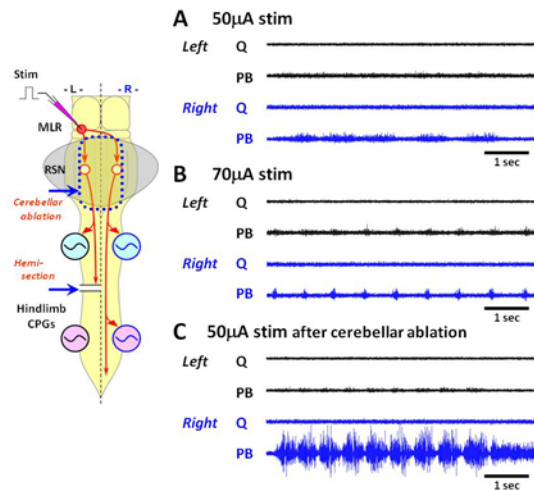 Stim
- L -
- R -
MLR
RSN
Cerebellar
ablation
Hemi-
section
Hindlimb
CPGs
A 50μA stim
Left Q
PB
Right Q
PB
1 sec
B 70μA stim
Left Q
PB
Right Q
PB
1 sec
C 50μA stim after cerebellar ablation
Left Q
PB
Right Q
PB
1 sec